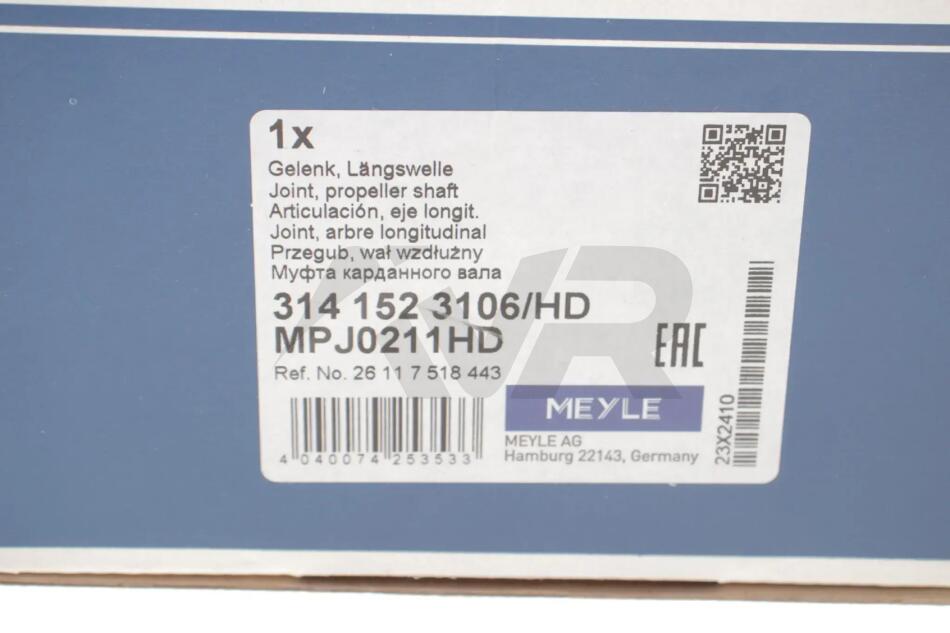 1x
Gelenk, Längswelle
Joint, propeller shaft
Articulación, eje longit.
Joint, arbre longitudinal
Przegub, wał wzdłużny
Муфта карданного вала
314 152 3106/HD
MPJ0211HD
Ref. No. 26 11 7 518 443
EAC
4 040074 253533
MEYLE
MEYLE AG
Hamburg 22143, Germany
23X2410
TVR